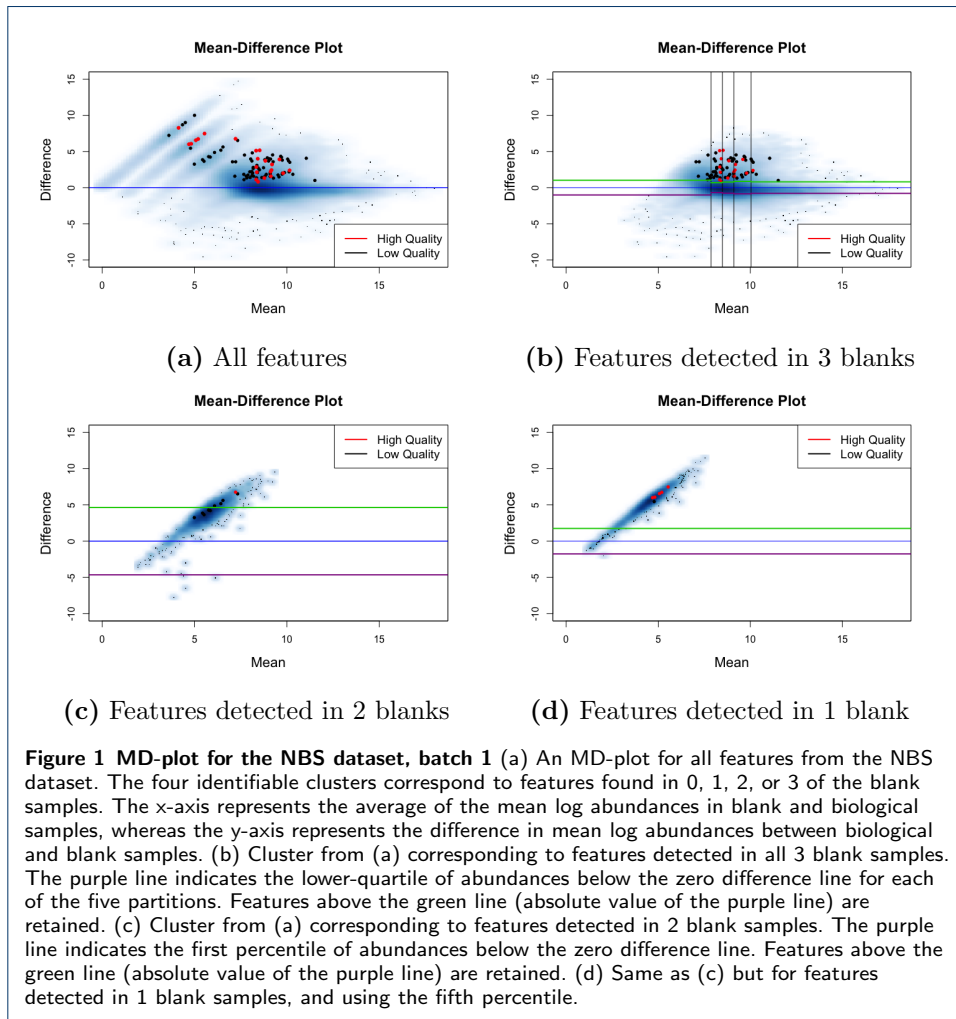 Mean-Difference Plot
Difference
15
10
5
0
-5
-10
High Quality
Low Quality
0 5 10 15
Mean
(a) All features
Mean-Difference Plot
Difference
15
10
5
0
-5
-10
High Quality
Low Quality
0 5 10 15
Mean
(b) Features detected in 3 blanks
Mean-Difference Plot
Difference
15
10
5
0
-5
-10
High Quality
Low Quality
0 5 10 15
Mean
(c) Features detected in 2 blanks
Mean-Difference Plot
Difference
15
10
5
0
-5
-10
High Quality
Low Quality
0 5 10 15
Mean
(d) Features detected in 1 blank
Figure 1 MD-plot for the NBS dataset, batch 1 (a) An MD-plot for all features from the NBS
dataset. The four identifiable clusters correspond to features found in 0, 1, 2, or 3 of the blank
samples. The x-axis represents the average of the mean log abundances in blank and biological
samples, whereas the y-axis represents the difference in mean log abundances between biological
and blank samples. (b) Cluster from (a) corresponding to features detected in all 3 blank samples.
The purple line indicates the lower-quartile of abundances below the zero difference line for each
of the five partitions. Features above the green line (absolute value of the purple line) are
retained. (c) Cluster from (a) corresponding to features detected in 2 blank samples. The purple
line indicates the first percentile of abundances below the zero difference line. Features above the
green line (absolute value of the purple line) are retained. (d) Same as (c) but for features
detected in 1 blank samples, and using the fifth percentile.